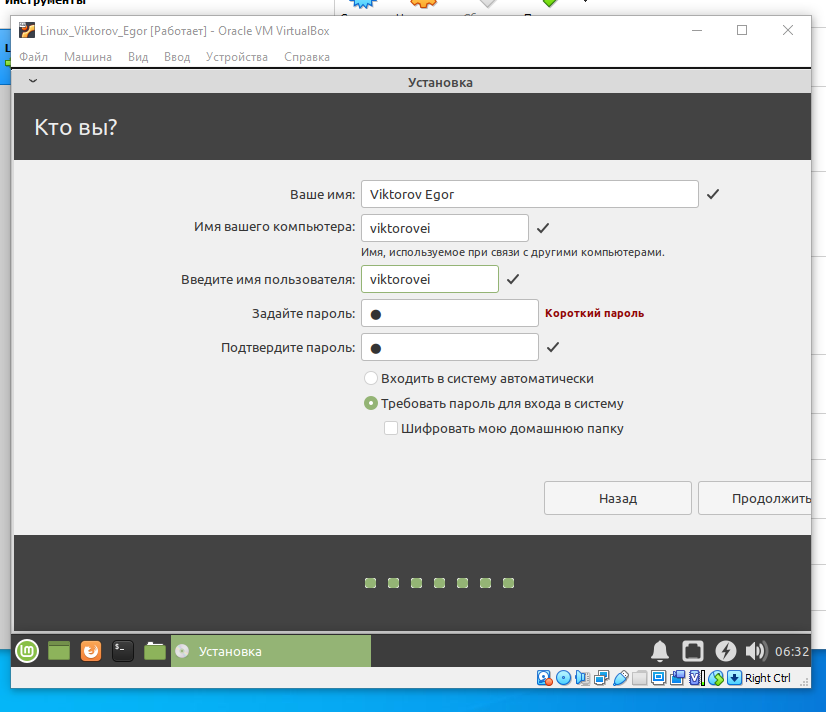 Инструменты
Linux_Viktorov_Egor [Работает] - Oracle VM VirtualBox
Файл Машина Вид Ввод Устройства Справка
Установка
Кто вы?
Ваше имя: Viktorov Egor
Имя вашего компьютера: viktorovei
Имя, используемое при связи с другими компьютерами.
Введите имя пользователя: viktorovei
Задайте пароль: ● Короткий пароль
Подтвердите пароль: ●
Входить в систему автоматически
Требовать пароль для входа в систему
Шифровать мою домашнюю папку
Назад Продолжить
Установка 06:32
Right Ctrl